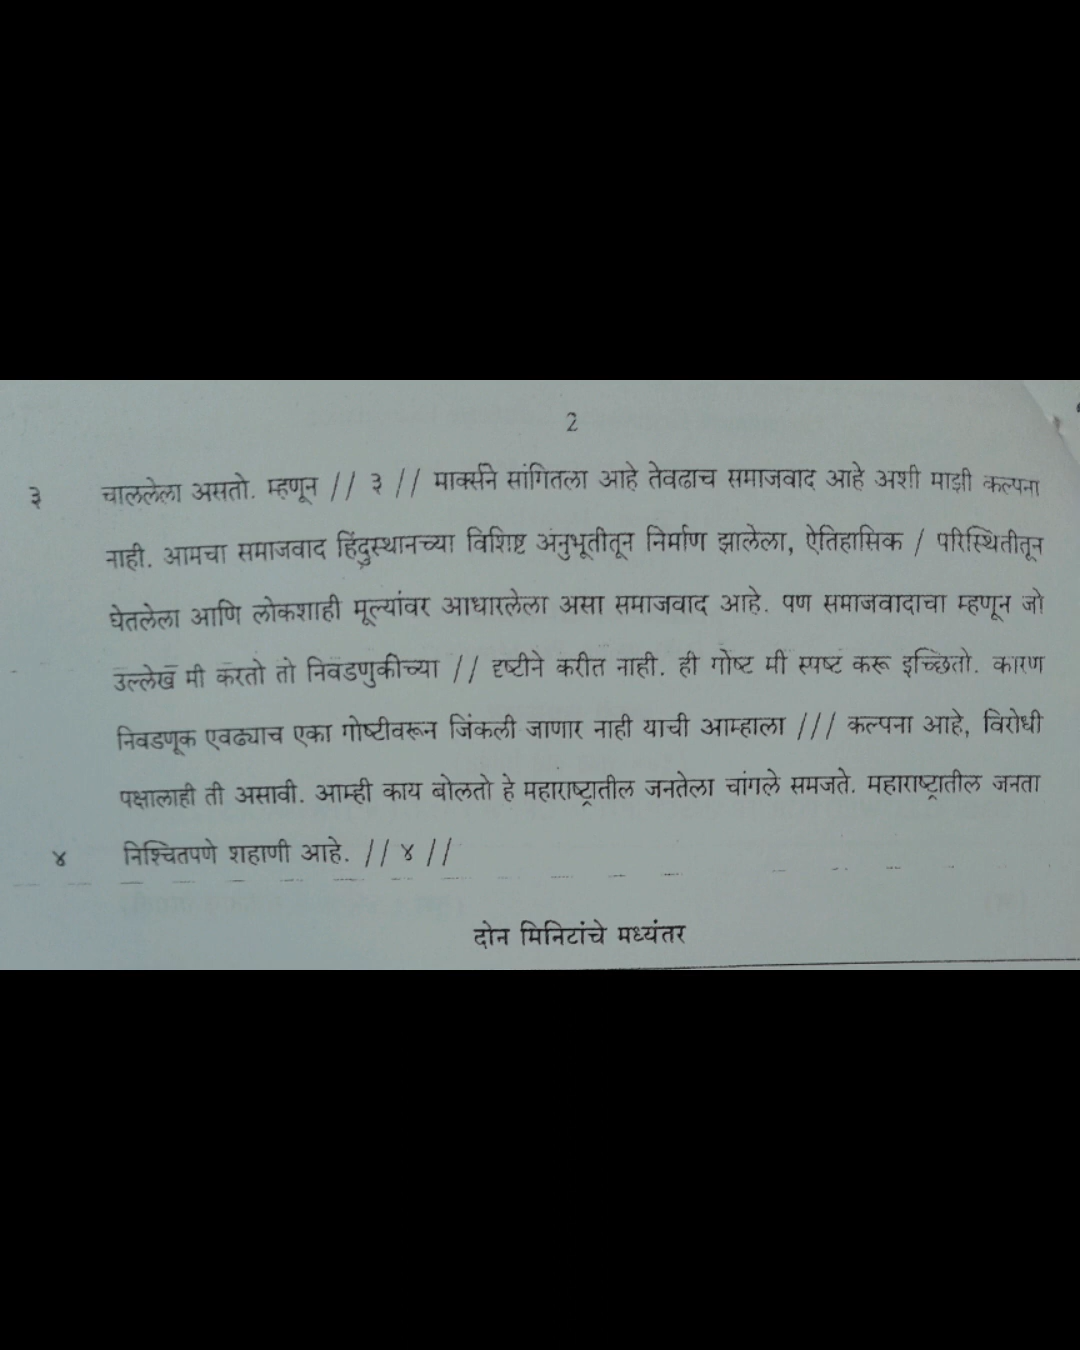 2
३ चाललेला असतो. म्हणून // ३ // मार्क्सने सांगितला आहे तेवढाच समाजवाद आहे अशी माझी कल्पना
नाही. आमचा समाजवाद हिंदुस्थानच्या विशिष्ट अनुभूतीतून निर्माण झालेला, ऐतिहासिक / परिस्थितीतून
घेतलेला आणि लोकशाही मूल्यांवर आधारलेला असा समाजवाद आहे. पण समाजवादाचा म्हणून जो
उल्लेख मी करतो तो निवडणुकीच्या // दृष्टीने करीत नाही. ही गोष्ट मी स्पष्ट करू इच्छितो. कारण
निवडणूक एवढ्याच एका गोष्टीवरून जिंकली जाणार नाही याची आम्हाला /// कल्पना आहे, विरोधी
पक्षालाही ती असावी. आम्ही काय बोलतो हे महाराष्ट्रातील जनतेला चांगले समजते. महाराष्ट्रातील जनता
४ निश्चितपणे शहाणी आहे. // ४ //
दोन मिनिटांचे मध्यंतर